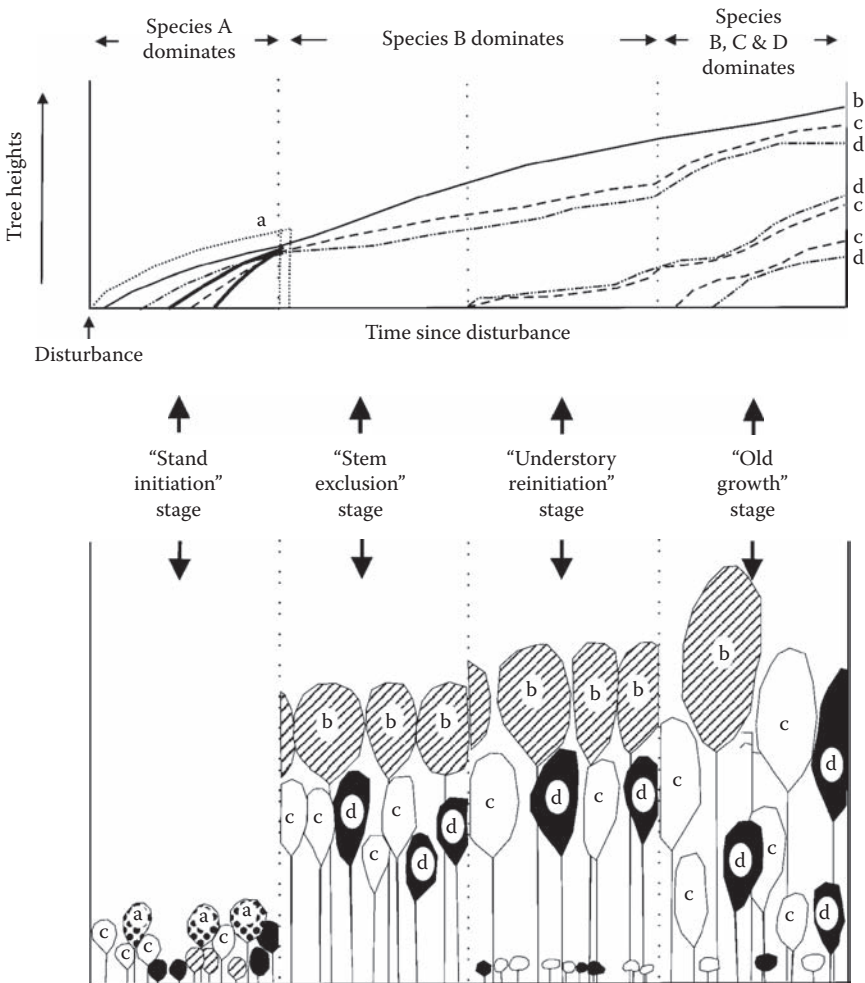 Species A
dominates
Species B dominates
Species
B, C & D
dominates
Tree heights
a
b
c
d
d
c
c
d
Time since disturbance
Disturbance
“Stand
initiation”
stage
“Stem
exclusion”
stage
“Understory
reinitiation”
stage
“Old
growth”
stage
a
a
a
c
c
c
c
b
b
b
c
c
d
c
c
d
d
b
b
b
c
d
c
d
b
c
c
d
c
d
c
c
d